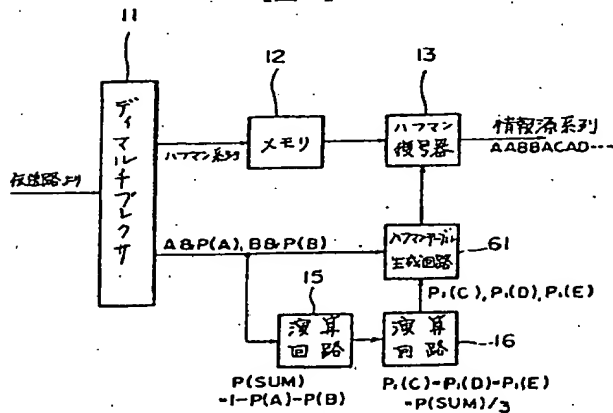 11
12
13
ディマルチプレクサ
メモリ
ハフマン
復号器
情報源系列
AABBACAD---
ハフマン系列
伝送路より
A&P(A), B&P(B)
ハフマンテーブル
生成回路
61
P₁(C), P₁(D), P₁(E)
15
演算
回路
演算
回路
16
P(SUM)
=1-P(A)-P(B)
P₁(C)=P₁(D)=P₁(E)
=P(SUM)/3